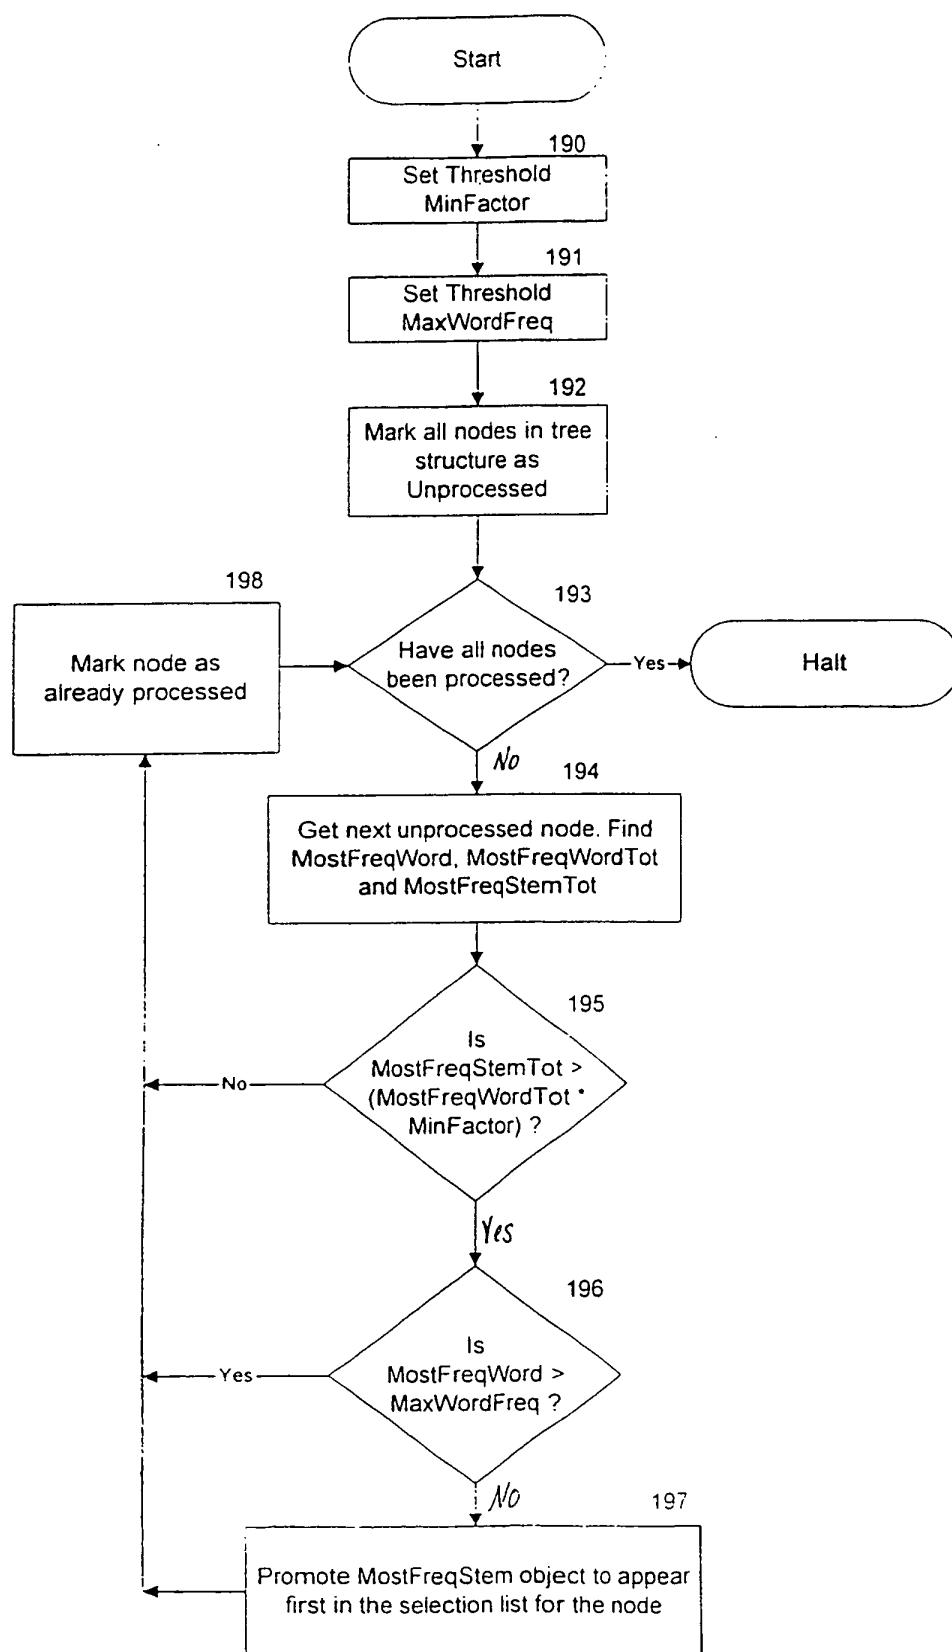 Start
190
Set Threshold
MinFactor
191
Set Threshold
MaxWordFreq
192
Mark all nodes in tree
structure as
Unprocessed
198
Mark node as
already processed
193
Have all nodes
been processed?
Yes
Halt
No
194
Get next unprocessed node. Find
MostFreqWord, MostFreqWordTot
and MostFreqStemTot
195
Is
MostFreqStemTot >
(MostFreqWordTot *
MinFactor) ?
No
Yes
196
Is
MostFreqWord >
MaxWordFreq ?
Yes
No
197
Promote MostFreqStem object to appear
first in the selection list for the node